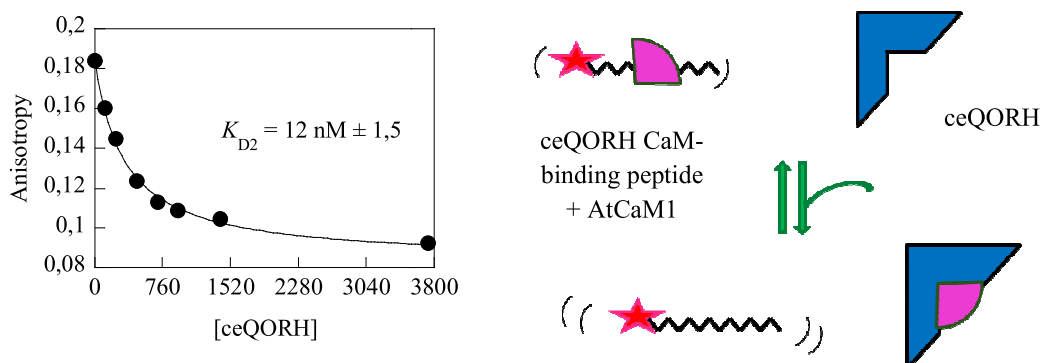 0,2
0,18
0,16
0,14
0,12
0,1
0,08
Anisotropy
K D2 = 12 nM ± 1,5
0 760 1520 2280 3040 3800
[ceQORH]
ceQORH CaM-
binding peptide
+ AtCaM1
ceQORH